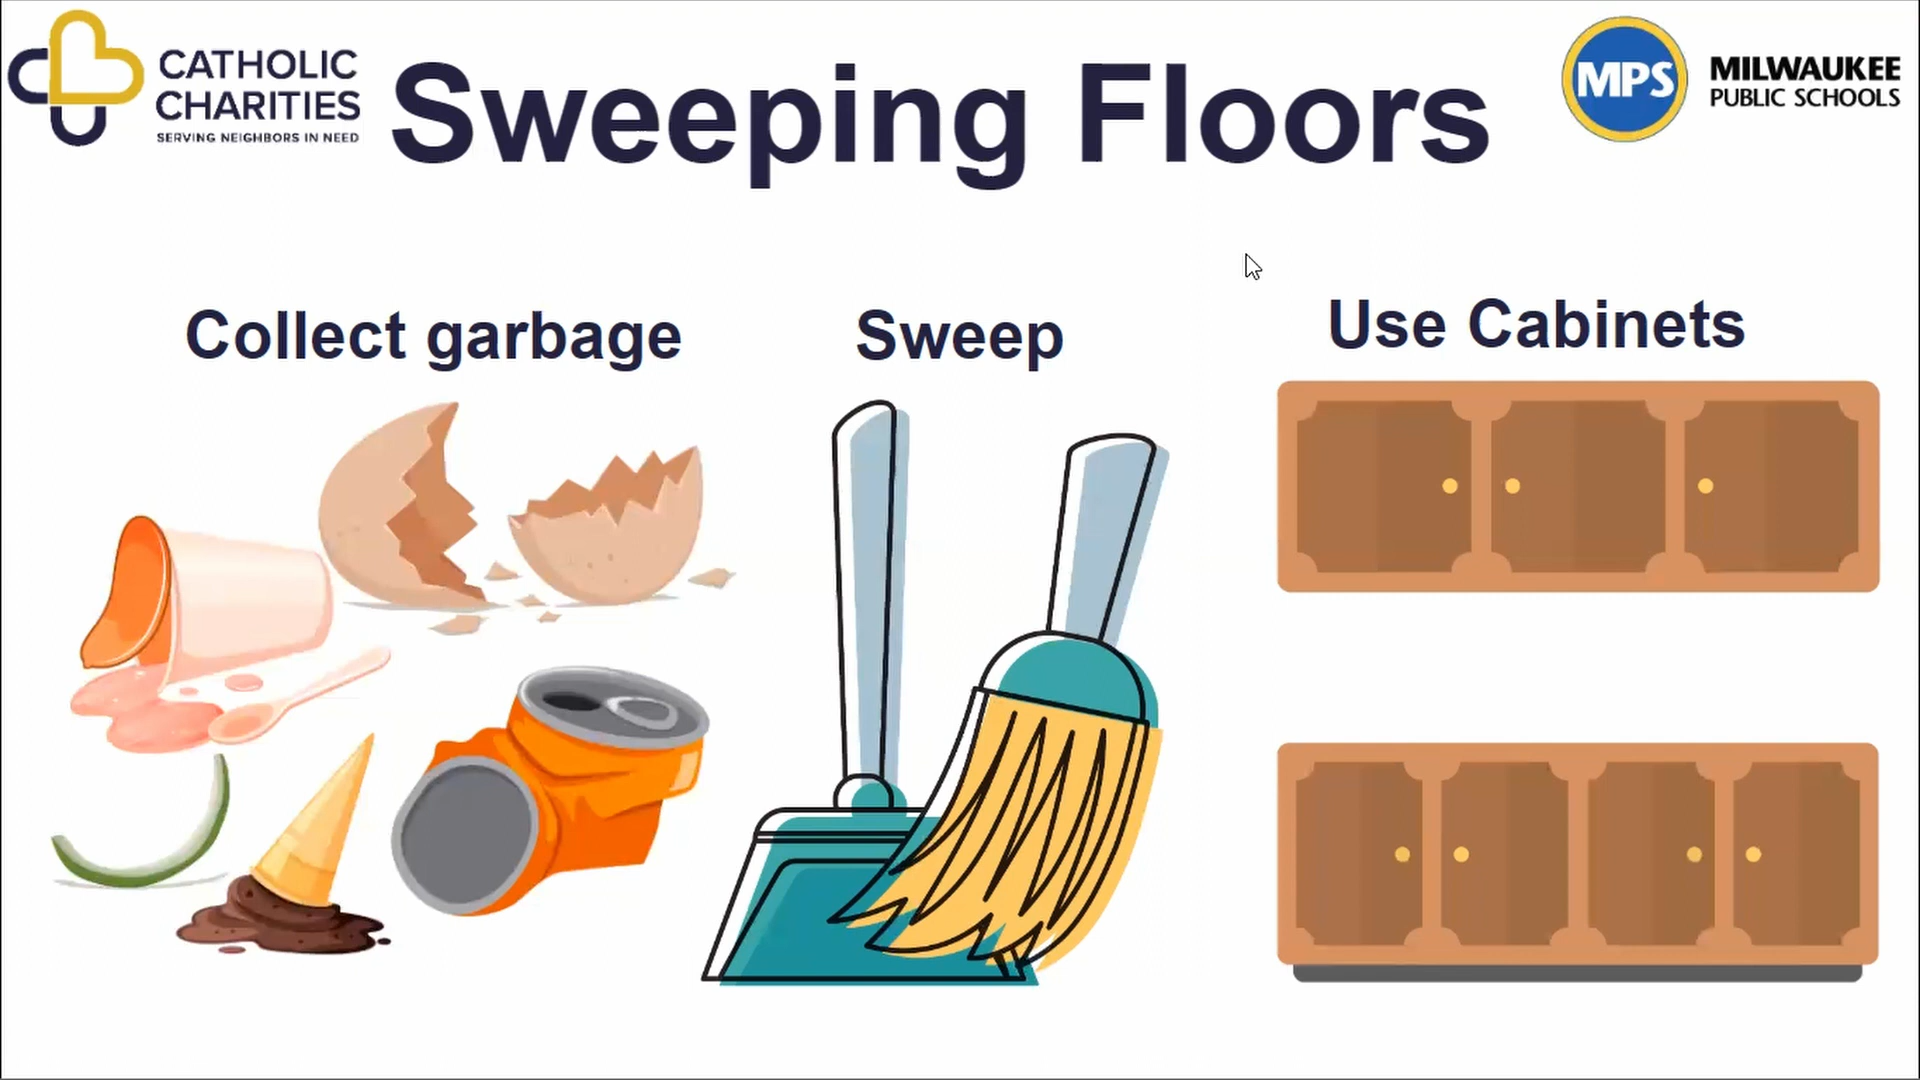 CATHOLIC
CHARITIES
SERVING NEIGHBORS IN NEED
Sweeping Floors
MPS
MILWAUKEE
PUBLIC SCHOOLS
Collect garbage
Sweep
Use Cabinets